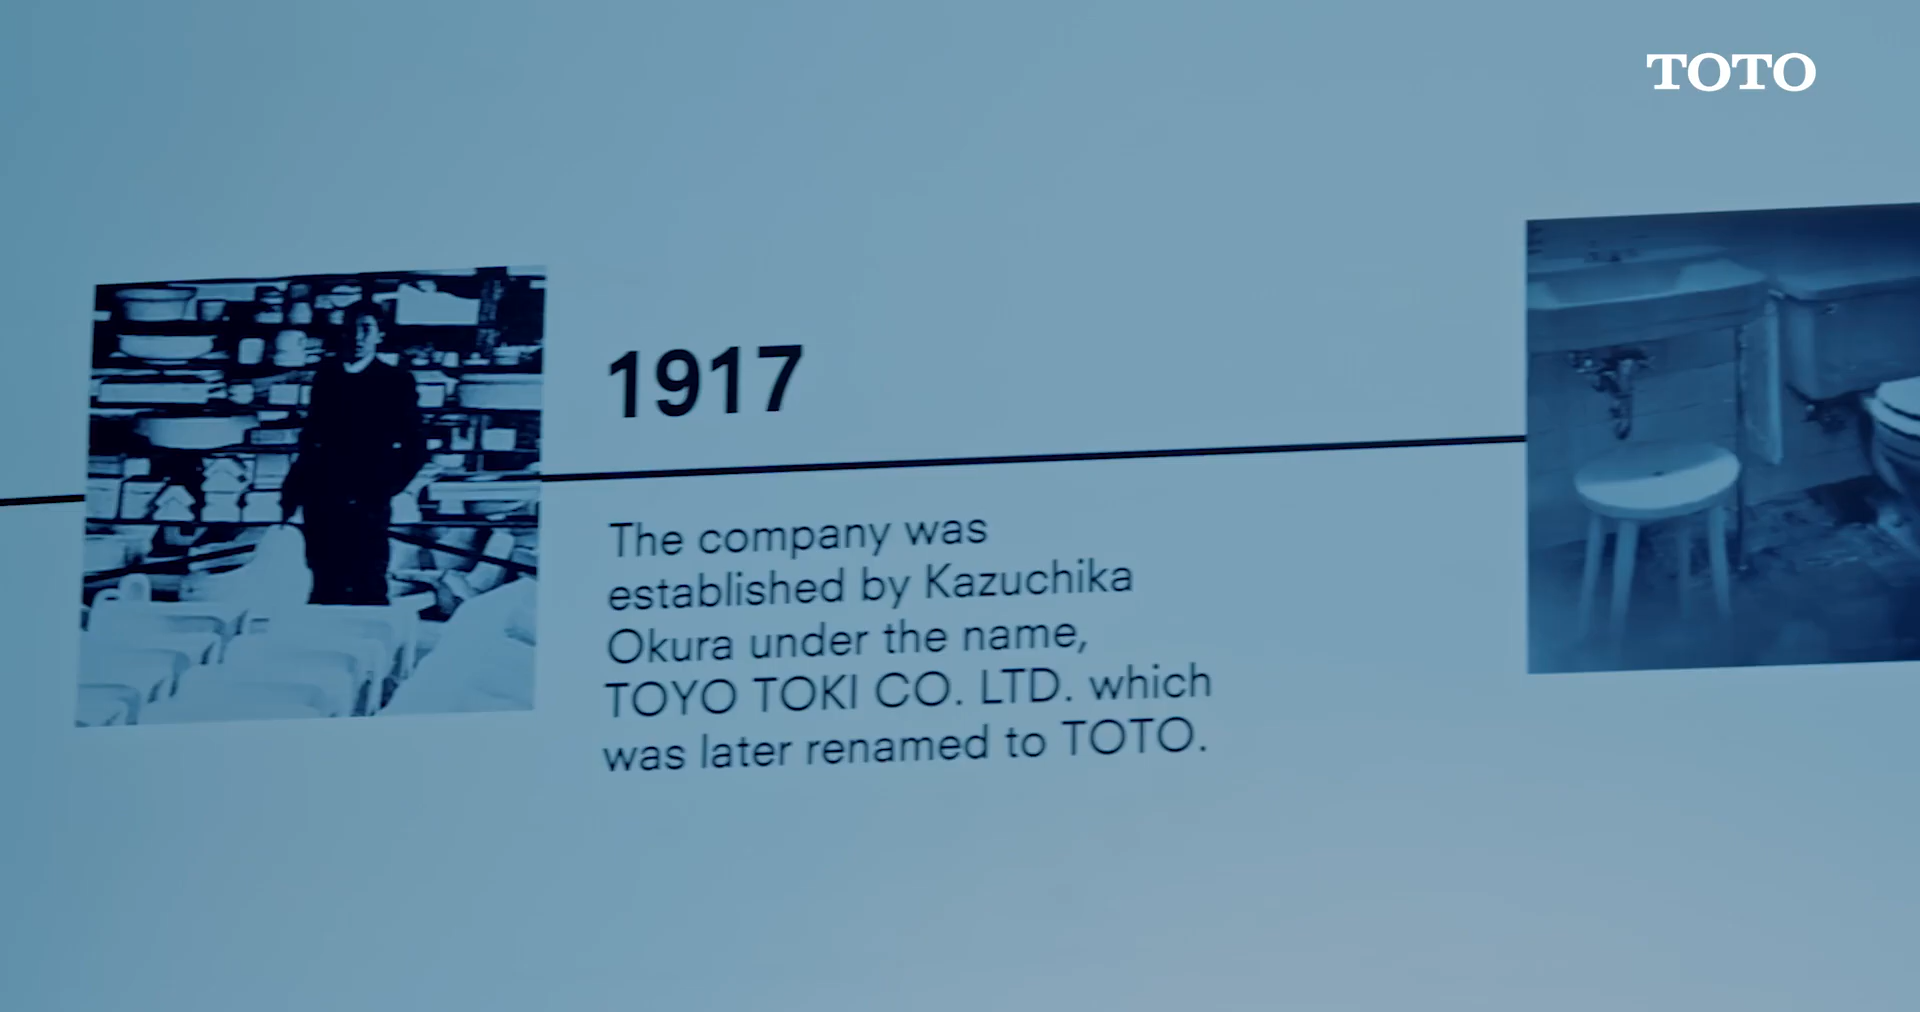 TOTO
1917
The company was
established by Kazuchika
Okura under the name,
TOYO TOKI CO. LTD. which
was later renamed to TOTO.